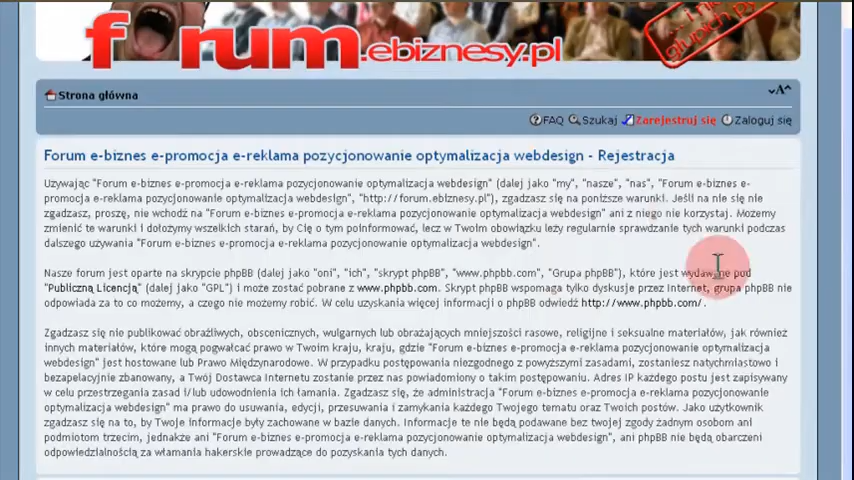 forum.ebiznesy.pl
i nie
głupich py
Strona główna
FAQ Szukaj Zarejestruj się Zaloguj się
Forum e-biznes e-promocja e-reklama pozycjonowanie optymalizacja webdesign - Rejestracja
Używając "Forum e-biznes e-promocja e-reklama pozycjonowanie optymalizacja webdesign" (dalej jako "my", "nasze", "nas", "Forum e-biznes e-
promocja e-reklama pozycjonowanie optymalizacja webdesign", "http://forum.ebiznesy.pl"), zgadzasz się na poniższe warunki. Jeśli na nie się nie
zgadzasz, proszę, nie wchodź na "Forum e-biznes e-promocja e-reklama pozycjonowanie optymalizacja webdesign" ani z niego nie korzystaj. Możemy
zmienić te warunki i dołożymy wszelkich starań, by Cię o tym poinformować, lecz w Twoim obowiązku leży regularnie sprawdzanie tych warunki podczas
dalszego używania "Forum e-biznes e-promocja e-reklama pozycjonowanie optymalizacja webdesign".
Nasze forum jest oparte na skrypcie phpBB (dalej jako "oni", "ich", "skrypt phpBB", "www.phpbb.com", "Grupa phpBB"), które jest wydawane pod
"Publiczną Licencją" (dalej jako "GPL") i może zostać pobrane z www.phpbb.com. Skrypt phpBB wspomaga tylko dyskusje przez Internet, grupa phpBB nie
odpowiada za to co możemy, a czego nie możemy robić. W celu uzyskania więcej informacji o phpBB odwiedź http://www.phpbb.com/.
Zgadzasz się nie publikować obraźliwych, obscenicznych, wulgarnych lub obrażających mniejszości rasowe, religijne i seksualne materiałów, jak również
innych materiałów, które mogą pogwałcać prawo w Twoim kraju, kraju, gdzie "Forum e-biznes e-promocja e-reklama pozycjonowanie optymalizacja
webdesign" jest hostowane lub Prawo Międzynarodowe. W przypadku postępowania niezgodnego z powyższymi zasadami, zostaniesz natychmiastowo i
bezapelacyjnie zbanowany, a Twój Dostawca Internetu zostanie przez nas powiadomiony o takim postępowaniu. Adres IP każdego postu jest zapisywany
w celu przestrzegania zasad i/lub udowodnienia ich łamania. Zgadzasz się, że administracja "Forum e-biznes e-promocja e-reklama pozycjonowanie
optymalizacja webdesign" ma prawo do usuwania, edycji, przesuwania i zamykania każdego Twojego tematu oraz Twoich postów. Jako użytkownik
zgadzasz się na to, by Twoje informacje były zachowane w bazie danych. Informacje te nie będą podawane bez twojej zgody żadnym osobom ani
podmiotom trzecim, jednakże ani "Forum e-biznes e-promocja e-reklama pozycjonowanie optymalizacja webdesign", ani phpBB nie będą obarczeni
odpowiedzialnością za włamania hakerskie prowadzące do pozyskania tych danych.